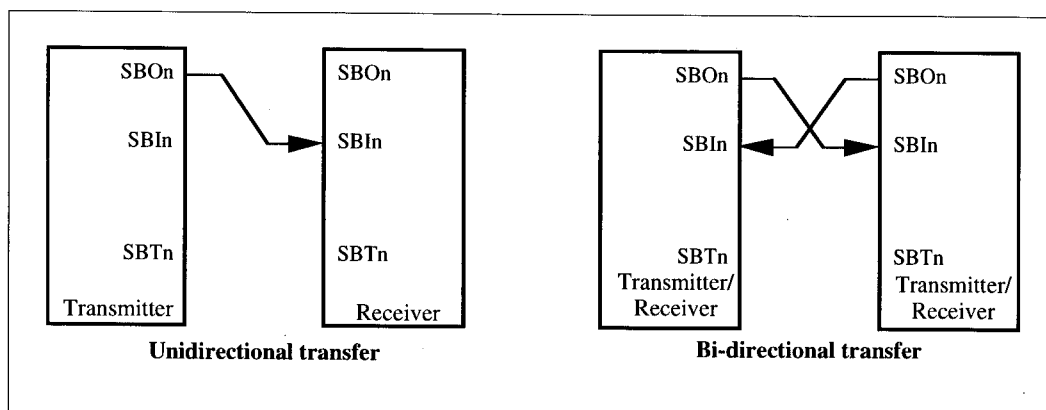 SBOn
SBIn
SBTn
Transmitter
SBOn
SBIn
SBTn
Receiver
Unidirectional transfer
SBOn
SBIn
SBTn
Transmitter/
Receiver
SBOn
SBIn
SBTn
Transmitter/
Receiver
Bi-directional transfer